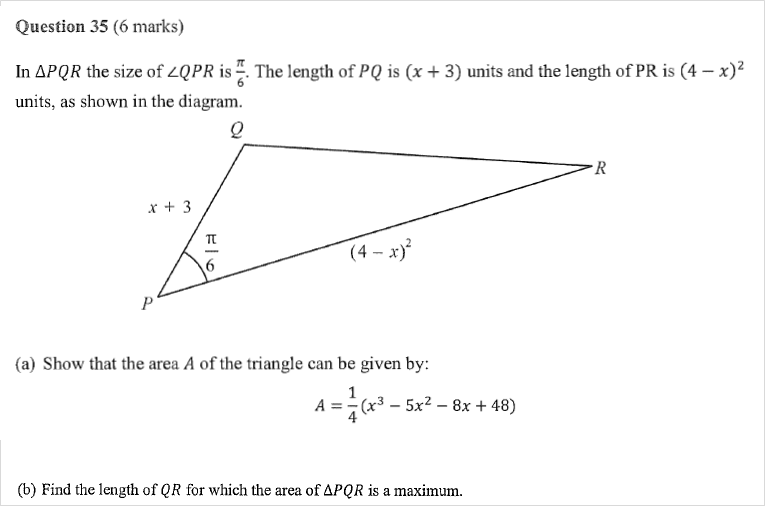 Question 35 (6 marks)
In ΔPQR the size of ∠QPR is π/6. The length of PQ is (x + 3) units and the length of PR is (4 − x)²
units, as shown in the diagram.
Q
R
x + 3
π/6
(4 − x)²
P
(a) Show that the area A of the triangle can be given by:
A = 1/4(x³ − 5x² − 8x + 48)
(b) Find the length of QR for which the area of ΔPQR is a maximum.